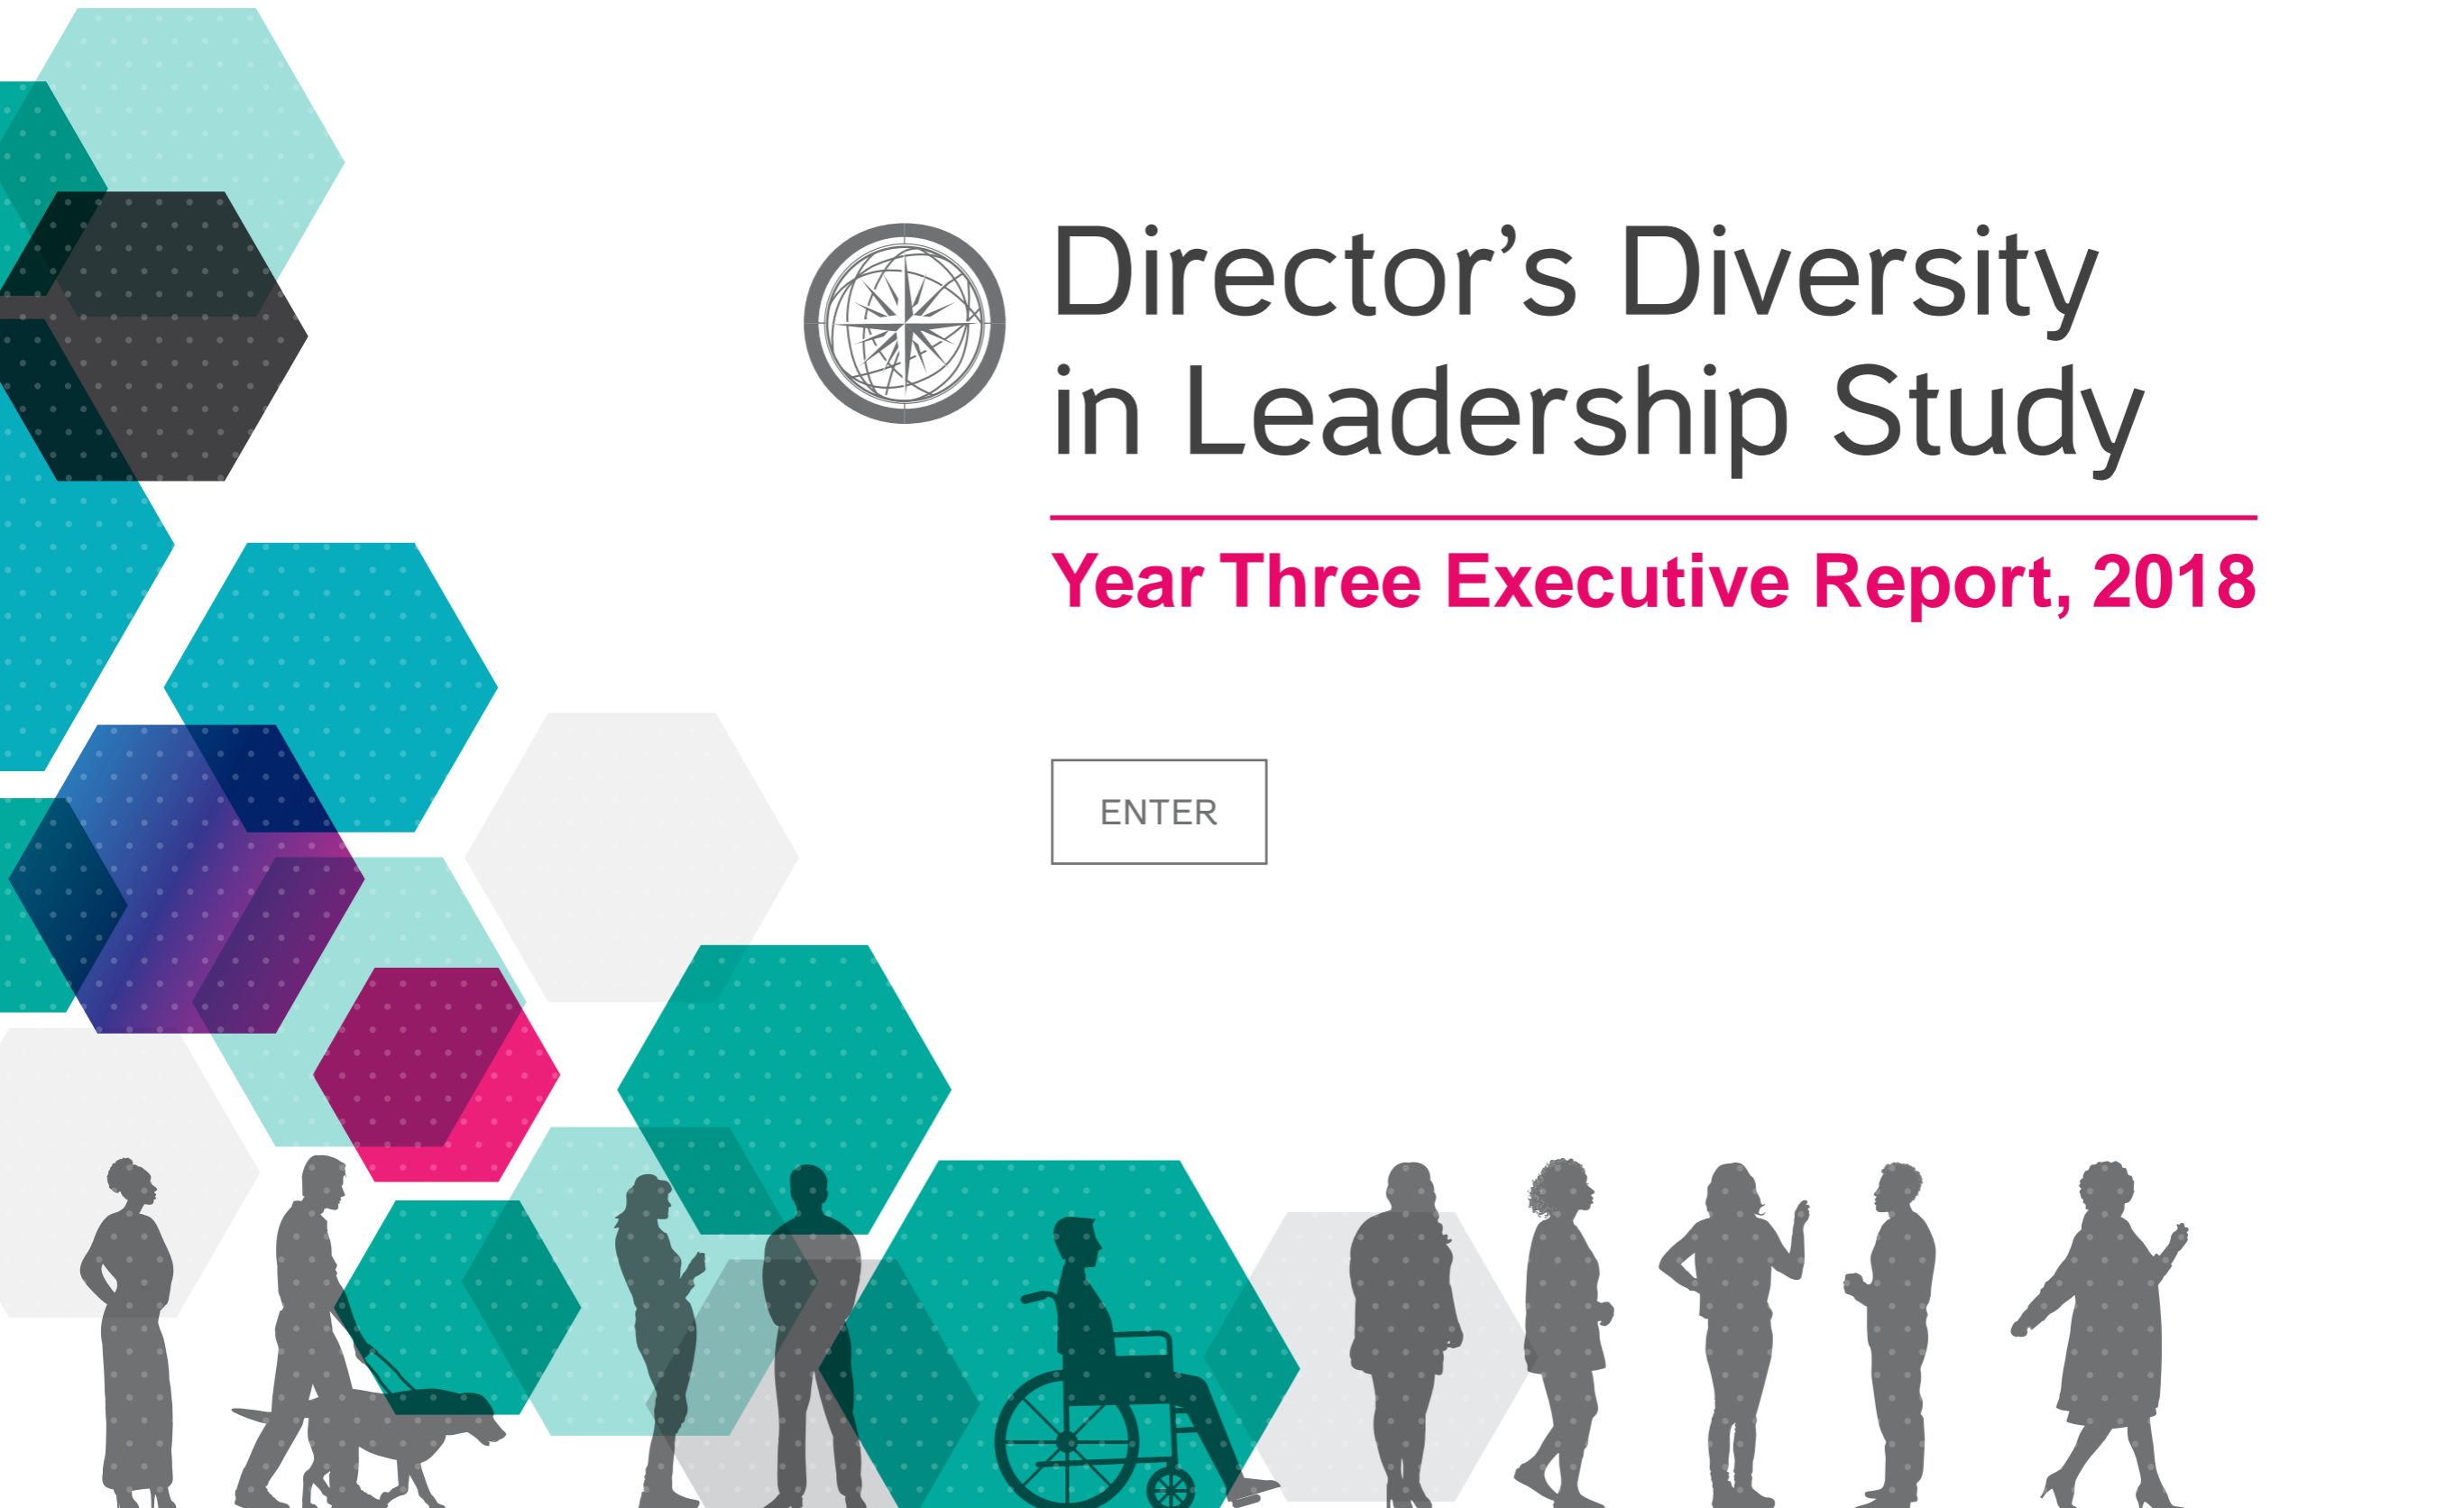 Director’s Diversity
in Leadership Study
Year Three Executive Report, 2018
ENTER